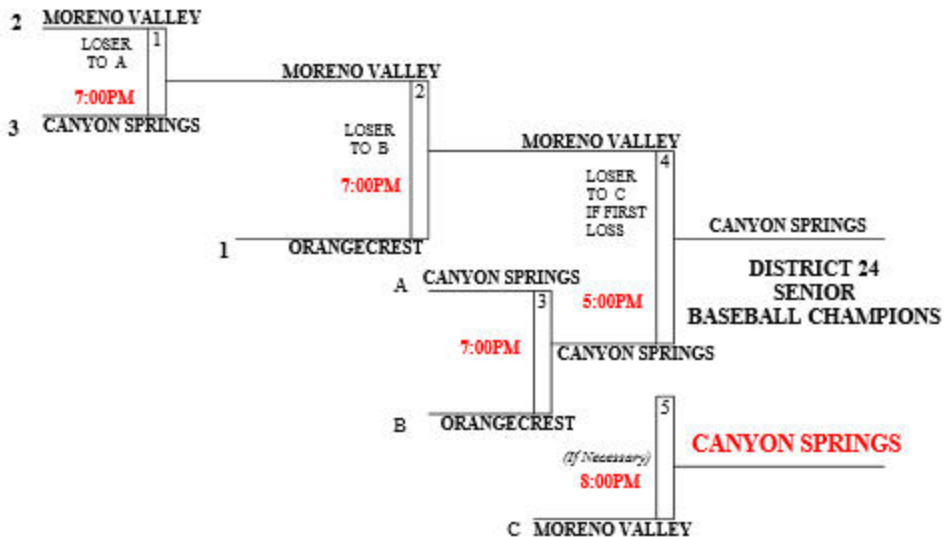 2 MORENO VALLEY
LOSER
TO A
1
7:00PM
3 CANYON SPRINGS
MORENO VALLEY
2
LOSER
TO B
7:00PM
1 ORANGECREST
MORENO VALLEY
4
LOSER
TO C
IF FIRST
LOSS
5:00PM
A CANYON SPRINGS
3
7:00PM
CANYON SPRINGS
B ORANGECREST
CANYON SPRINGS
DISTRICT 24
SENIOR
BASEBALL CHAMPIONS
5
(If Necessary)
8:00PM
C MORENO VALLEY
CANYON SPRINGS